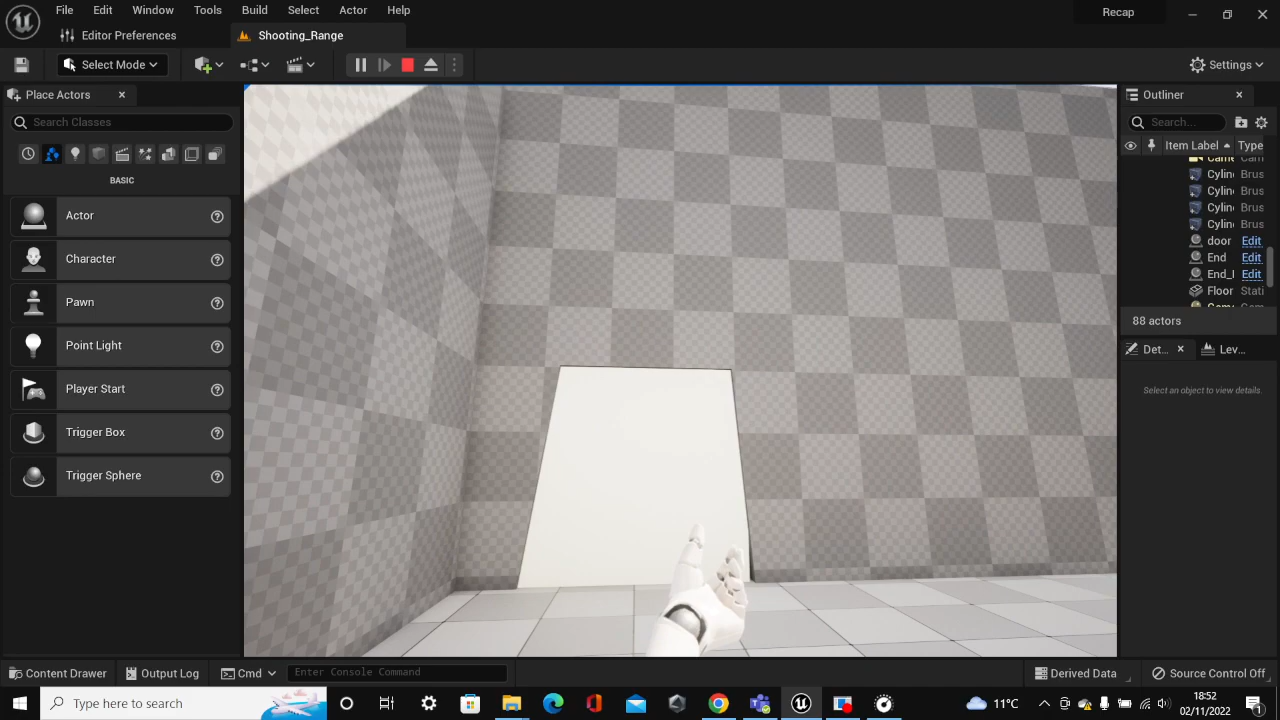 File Edit Window Tools Build Select Actor Help
Recap
Editor Preferences
Shooting_Range
Select Mode
Settings
Place Actors
Search Classes
BASIC
Actor
Character
Pawn
Point Light
Player Start
Trigger Box
Trigger Sphere
Outliner
Search...
Item Label Type
Came Cam
Cylin Brus
Cylin Brus
Cylin Brus
Cylin Brus
door Edit
End Edit
End_ Edit
Floor Stati
88 actors
Det... Lev...
Select an object to view details.
Content Drawer Output Log Cmd Enter Console Command
Derived Data Source Control Off
Type here to search
11°C
18:52
02/11/2022